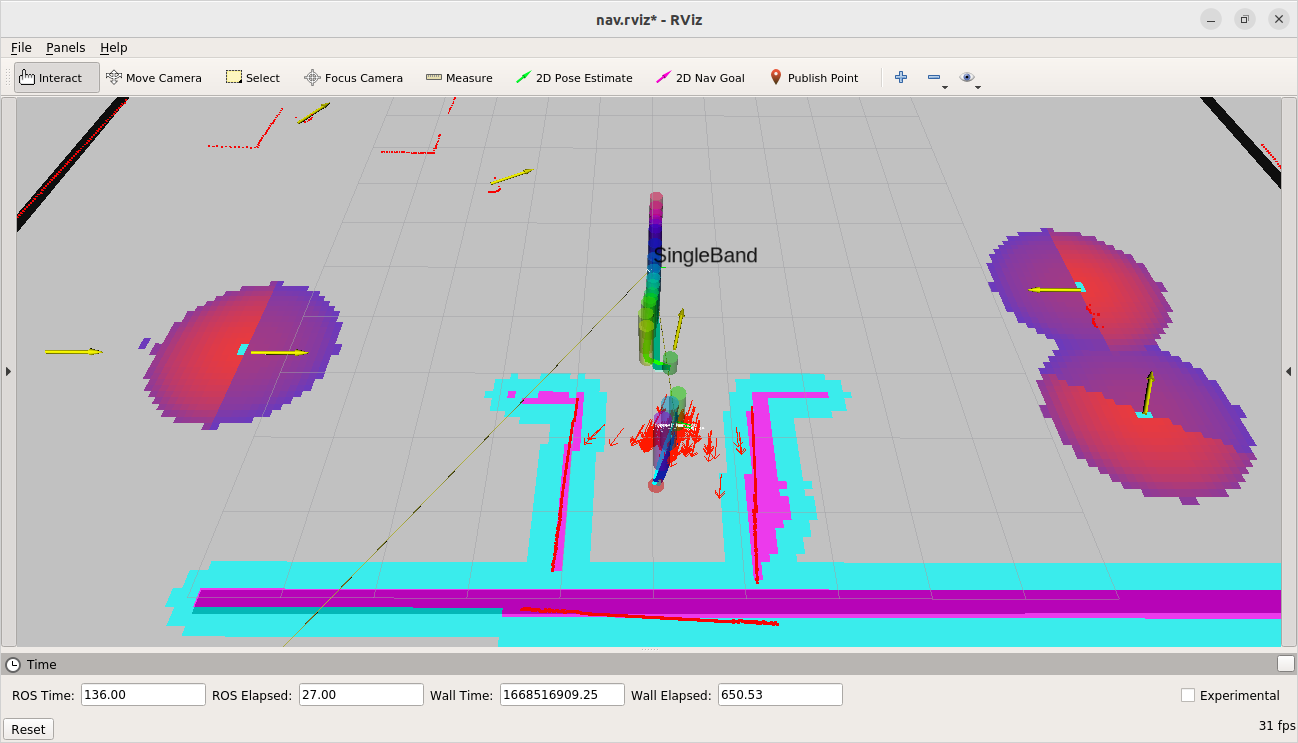 nav.rviz* - RViz
File Panels Help
Interact Move Camera Select Focus Camera Measure 2D Pose Estimate 2D Nav Goal Publish Point
SingleBand
Time
ROS Time: 136.00 ROS Elapsed: 27.00 Wall Time: 1668516909.25 Wall Elapsed: 650.53 Experimental
Reset 31 fps